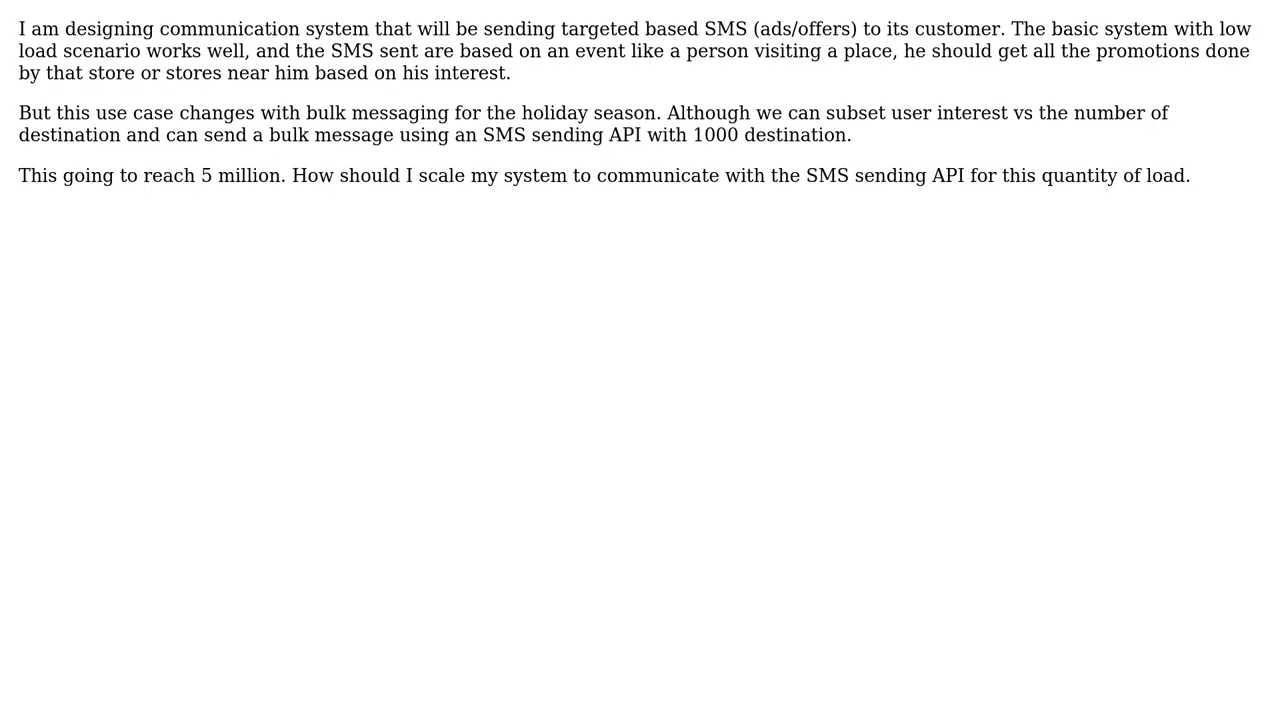 I am designing communication system that will be sending targeted based SMS (ads/offers) to its customer. The basic system with low
load scenario works well, and the SMS sent are based on an event like a person visiting a place, he should get all the promotions done
by that store or stores near him based on his interest.
But this use case changes with bulk messaging for the holiday season. Although we can subset user interest vs the number of
destination and can send a bulk message using an SMS sending API with 1000 destination.
This going to reach 5 million. How should I scale my system to communicate with the SMS sending API for this quantity of load.